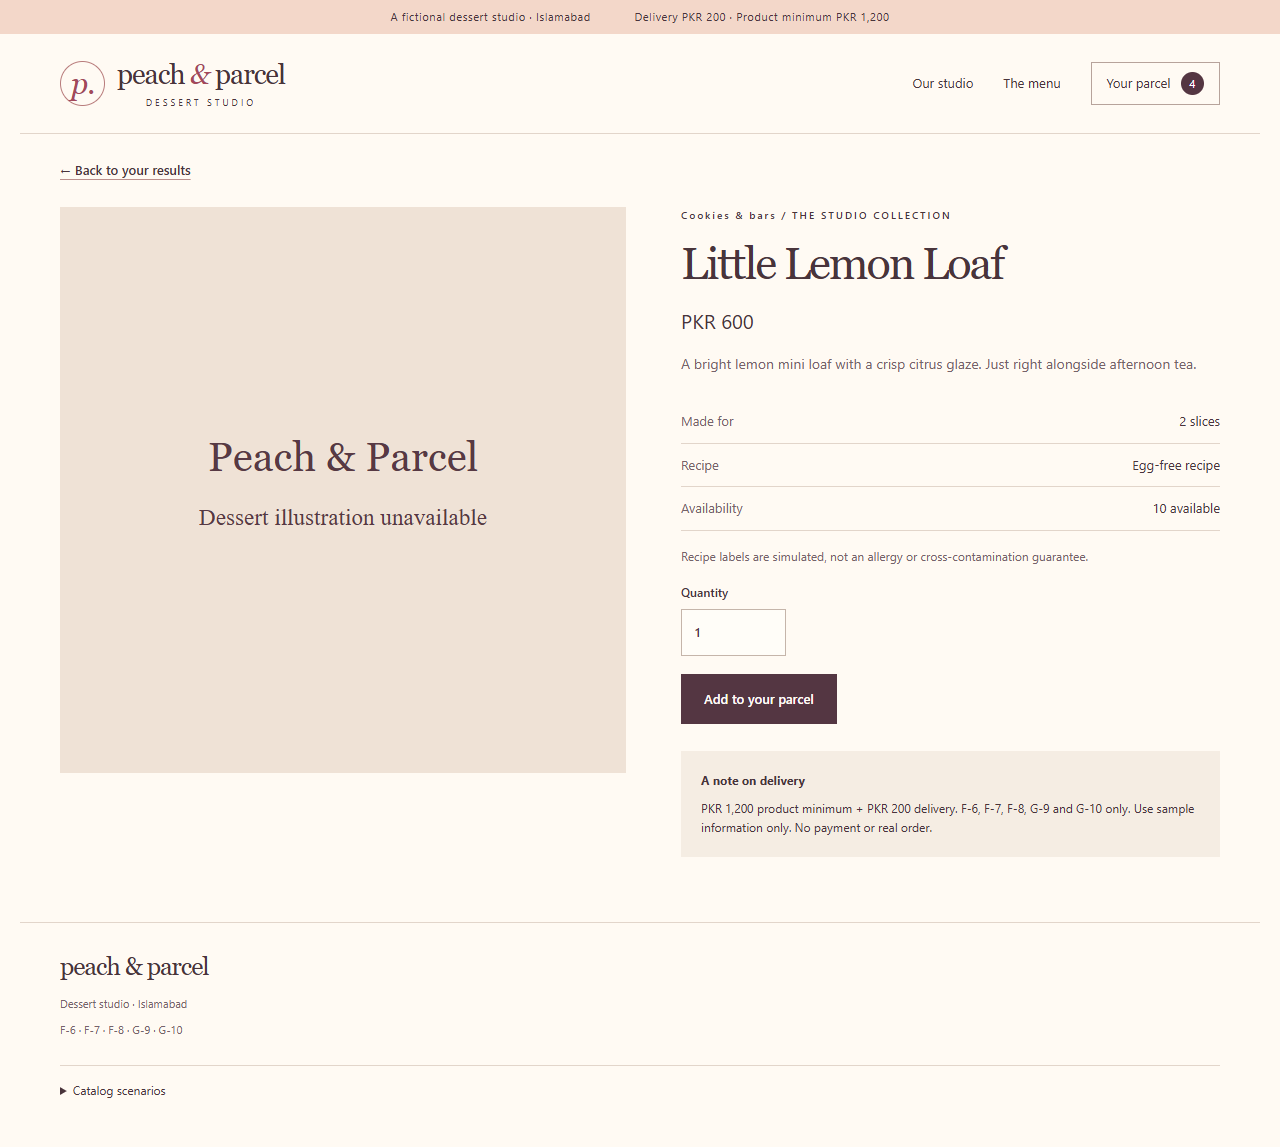 A fictional dessert studio · Islamabad
Delivery PKR 200 · Product minimum PKR 1,200
p.
peach & parcel
DESSERT STUDIO
Our studio
The menu
Your parcel 4
← Back to your results
Peach & Parcel
Dessert illustration unavailable
Cookies & bars / THE STUDIO COLLECTION
Little Lemon Loaf
PKR 600
A bright lemon mini loaf with a crisp citrus glaze. Just right alongside afternoon tea.
Made for 2 slices
Recipe Egg-free recipe
Availability 10 available
Recipe labels are simulated, not an allergy or cross-contamination guarantee.
Quantity
1
Add to your parcel
A note on delivery
PKR 1,200 product minimum + PKR 200 delivery. F-6, F-7, F-8, G-9 and G-10 only. Use sample
information only. No payment or real order.
peach & parcel
Dessert studio · Islamabad
F-6 · F-7 · F-8 · G-9 · G-10
▶ Catalog scenarios